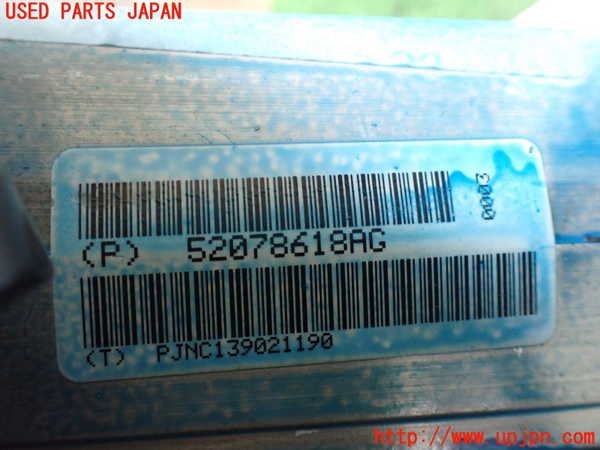 USED PARTS JAPAN
0003
(P) 52078618AG
(T) PJNC139021190
http://www.upjpn.com/